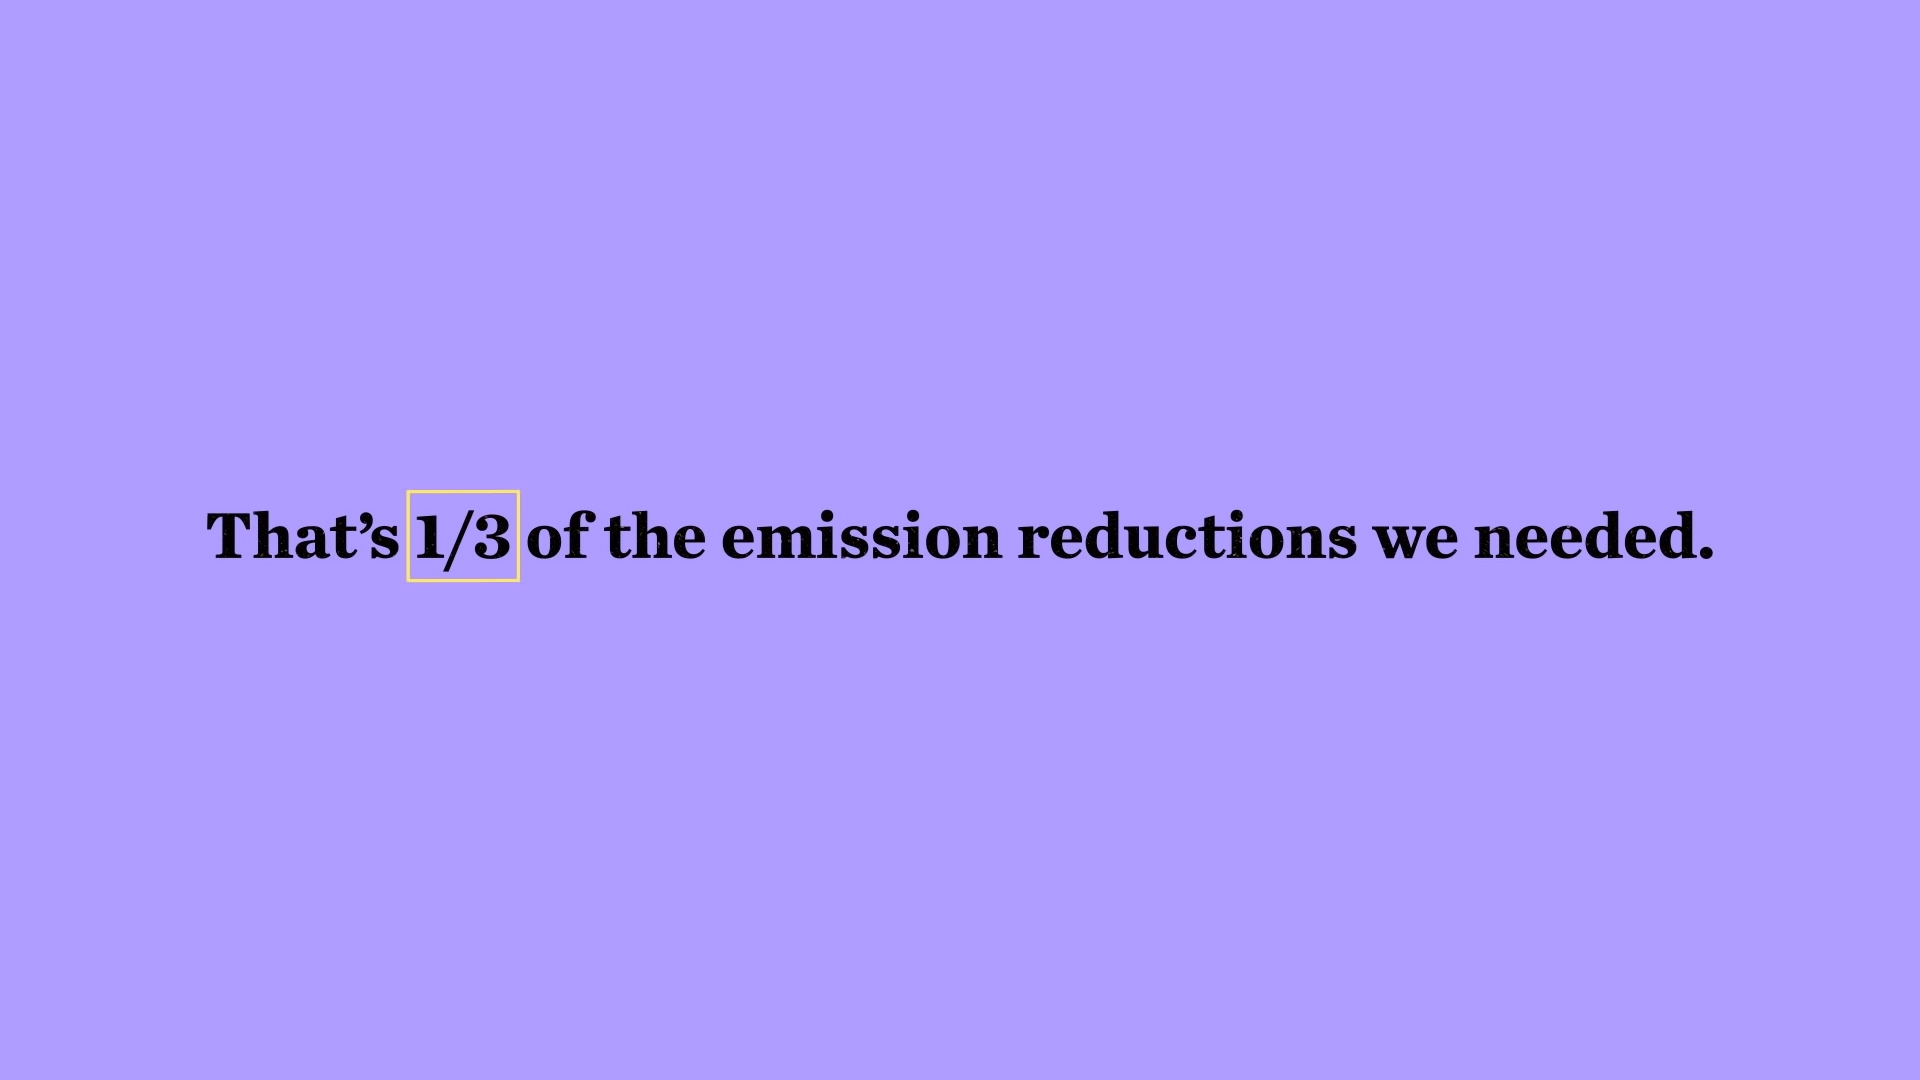 That’s 1/3 of the emission reductions we needed.